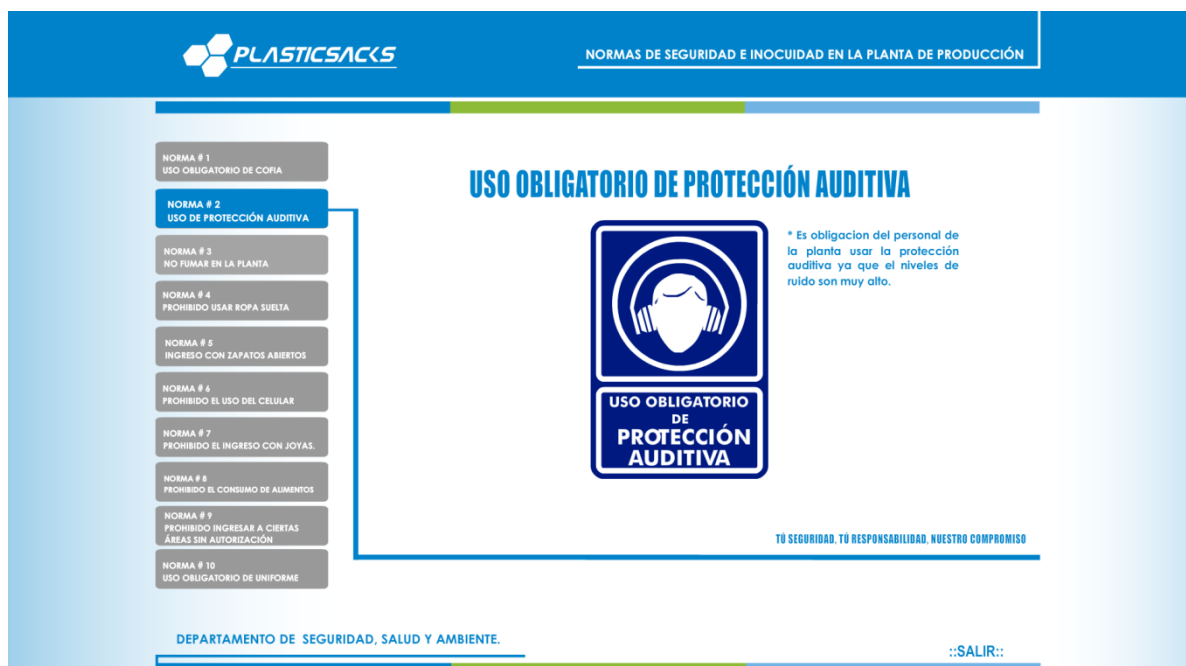 PLASTICSACKS
NORMAS DE SEGURIDAD E INOCUIDAD EN LA PLANTA DE PRODUCCIÓN
NORMA # 1
USO OBLIGATORIO DE COFIA
NORMA # 2
USO DE PROTECCIÓN AUDITIVA
NORMA # 3
NO FUMAR EN LA PLANTA
NORMA # 4
PROHIBIDO USAR ROPA SUELTA
NORMA # 5
INGRESO CON ZAPATOS ABIERTOS
NORMA # 6
PROHIBIDO EL USO DEL CELULAR
NORMA # 7
PROHIBIDO EL INGRESO CON JOYAS.
NORMA # 8
PROHIBIDO EL CONSUMO DE ALIMENTOS
NORMA # 9
PROHIBIDO INGRESAR A CIERTAS
ÁREAS SIN AUTORIZACIÓN
NORMA # 10
USO OBLIGATORIO DE UNIFORME
USO OBLIGATORIO DE PROTECCIÓN AUDITIVA
* Es obligacion del personal de
la planta usar la protección
auditiva ya que el niveles de
ruido son muy alto.
USO OBLIGATORIO
DE
PROTECCIÓN
AUDITIVA
TÚ SEGURIDAD, TÚ RESPONSABILIDAD, NUESTRO COMPROMISO
DEPARTAMENTO DE SEGURIDAD, SALUD Y AMBIENTE.
::SALIR::